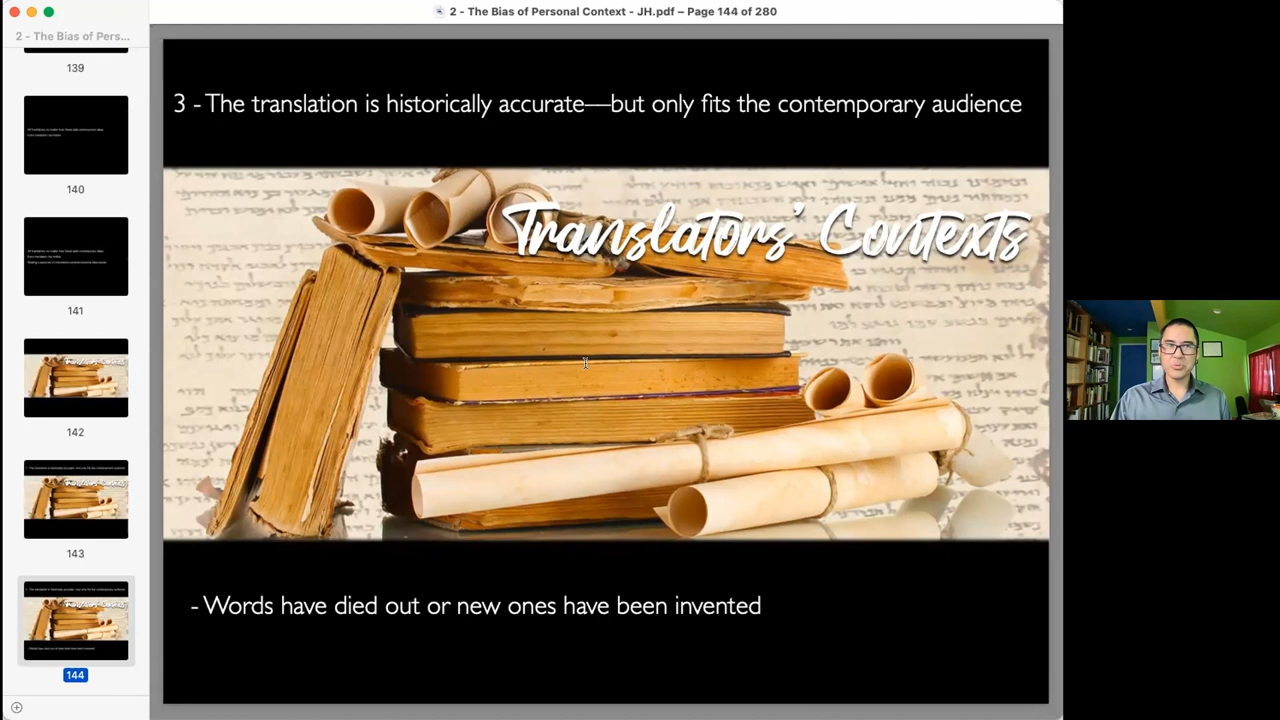 2 - The Bias of Personal Context - JH.pdf – Page 144 of 280
2 - The Bias of Pers...
139
140
141
142
143
144
3 - The translation is historically accurate—but only fits the contemporary audience
Translators' Contexts
- Words have died out or new ones have been invented